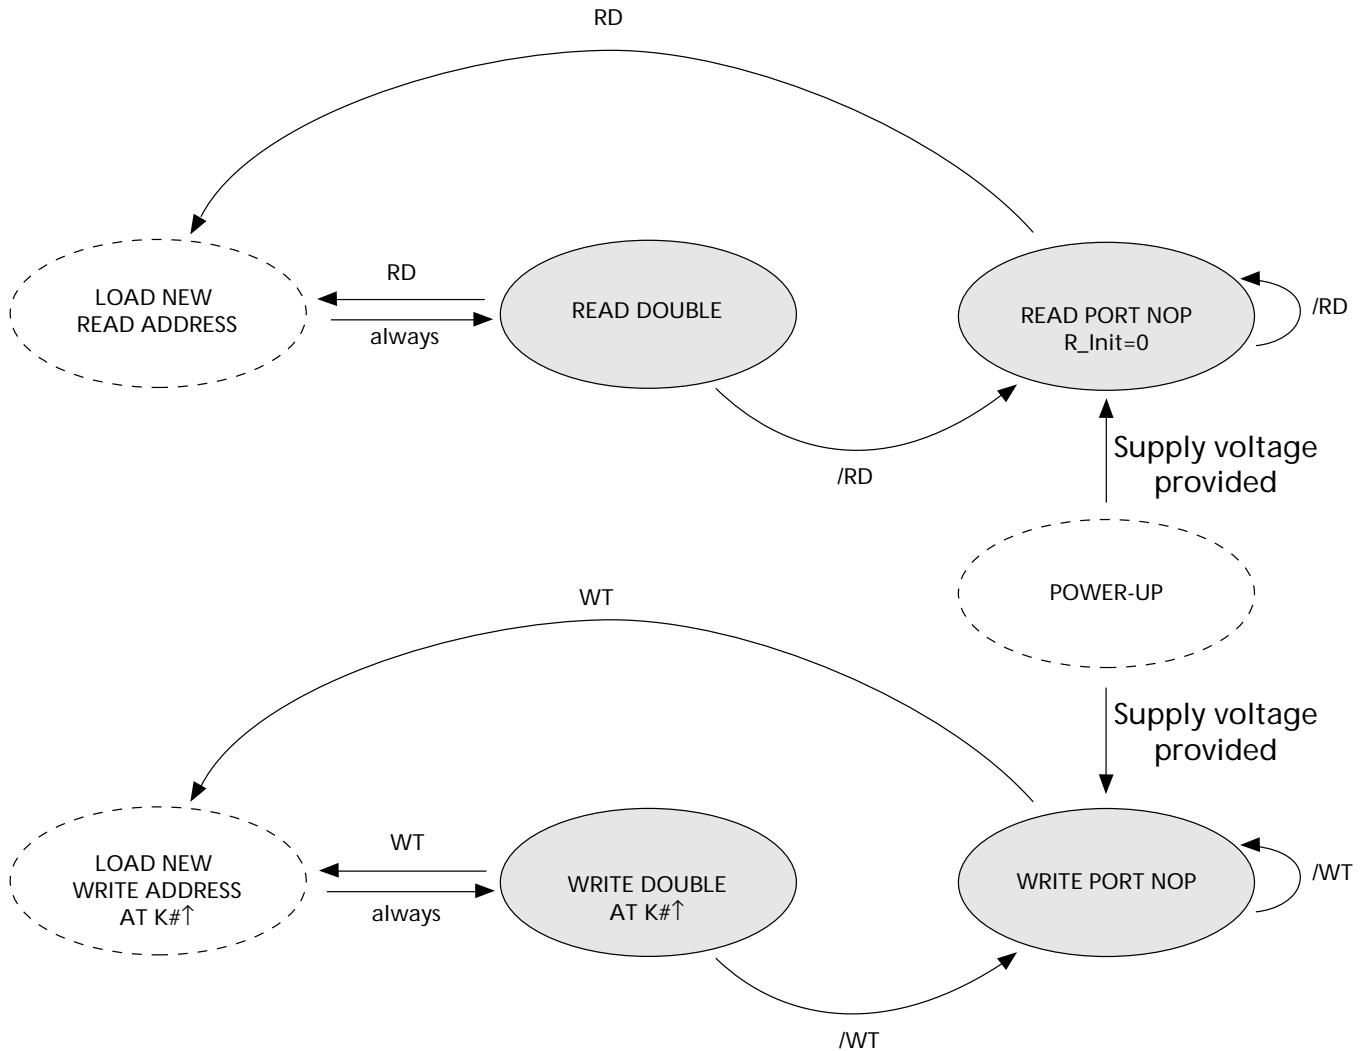 RD
LOAD NEW
READ ADDRESS
RD
always
READ DOUBLE
READ PORT NOP
R_Init=0
/RD
/RD
Supply voltage
provided
POWER-UP
WT
Supply voltage
provided
LOAD NEW
WRITE ADDRESS
AT K#↑
WT
always
WRITE DOUBLE
AT K#↑
WRITE PORT NOP
/WT
/WT